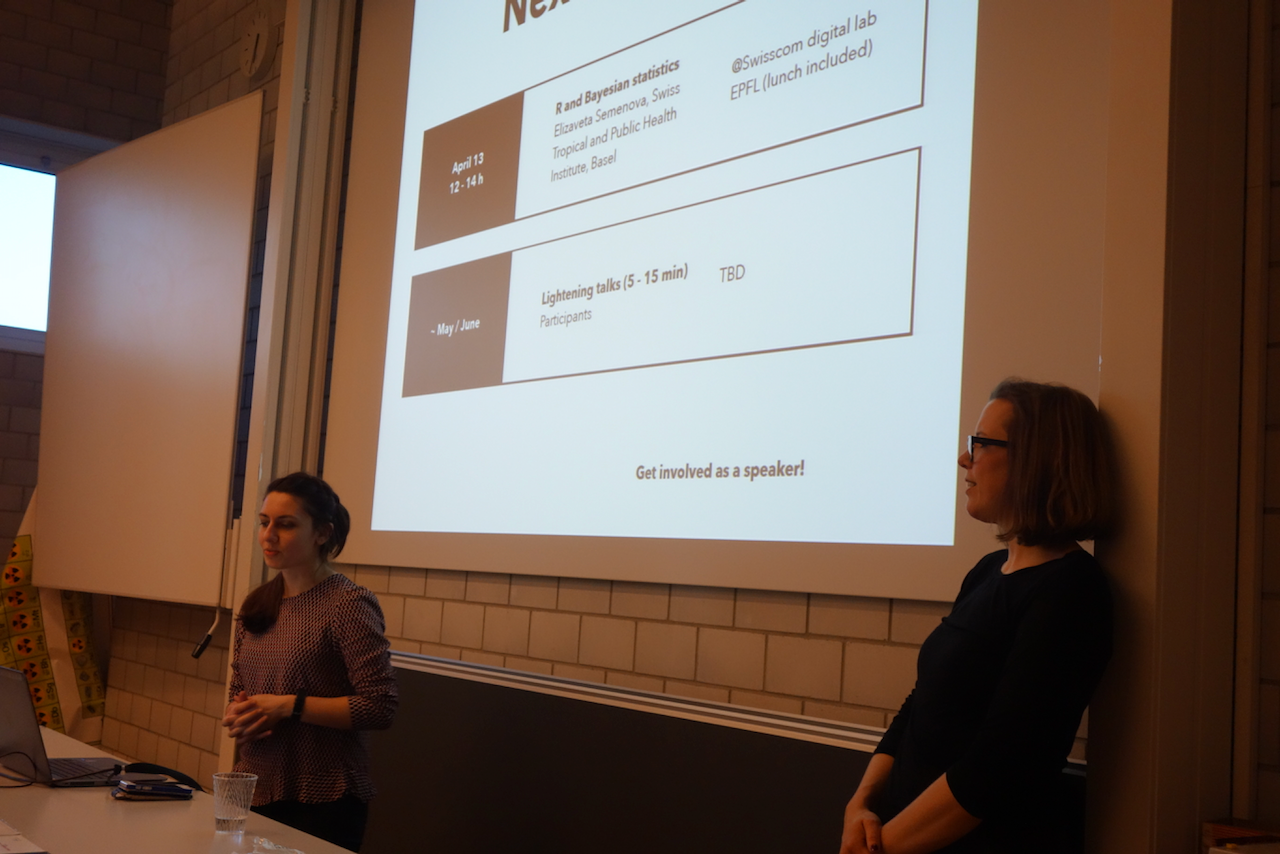 Nex
April 13
12 - 14 h
R and Bayesian statistics
Elizaveta Semenova, Swiss
Tropical and Public Health
Institute, Basel
@Swisscom digital lab
EPFL (lunch included)
~ May / June
Lightening talks (5 - 15 min)
Participants
TBD
Get involved as a speaker!